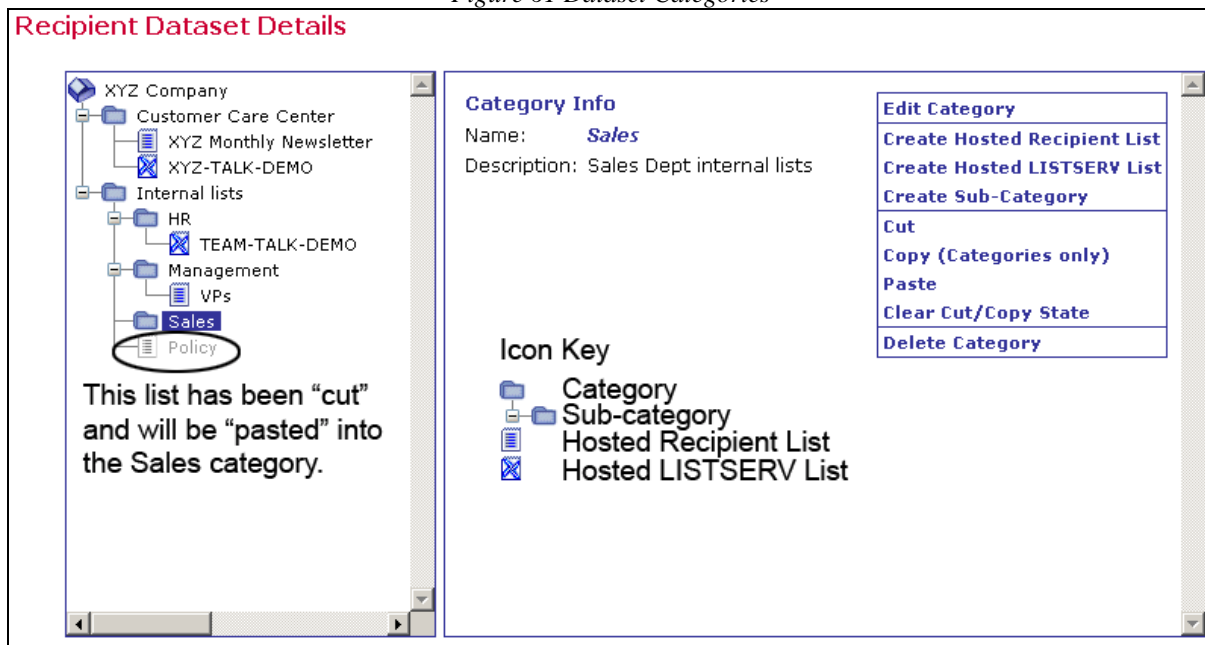 Figure 81 Dataset Categories
Recipient Dataset Details
XYZ Company
Customer Care Center
XYZ Monthly Newsletter
XYZ-TALK-DEMO
Internal lists
HR
TEAM-TALK-DEMO
Management
VPs
Sales
Policy
This list has been “cut”
and will be “pasted” into
the Sales category.
Category Info
Name: Sales
Description: Sales Dept internal lists
Icon Key
Category
Sub-category
Hosted Recipient List
Hosted LISTSERV List
Edit Category
Create Hosted Recipient List
Create Hosted LISTSERV List
Create Sub-Category
Cut
Copy (Categories only)
Paste
Clear Cut/Copy State
Delete Category